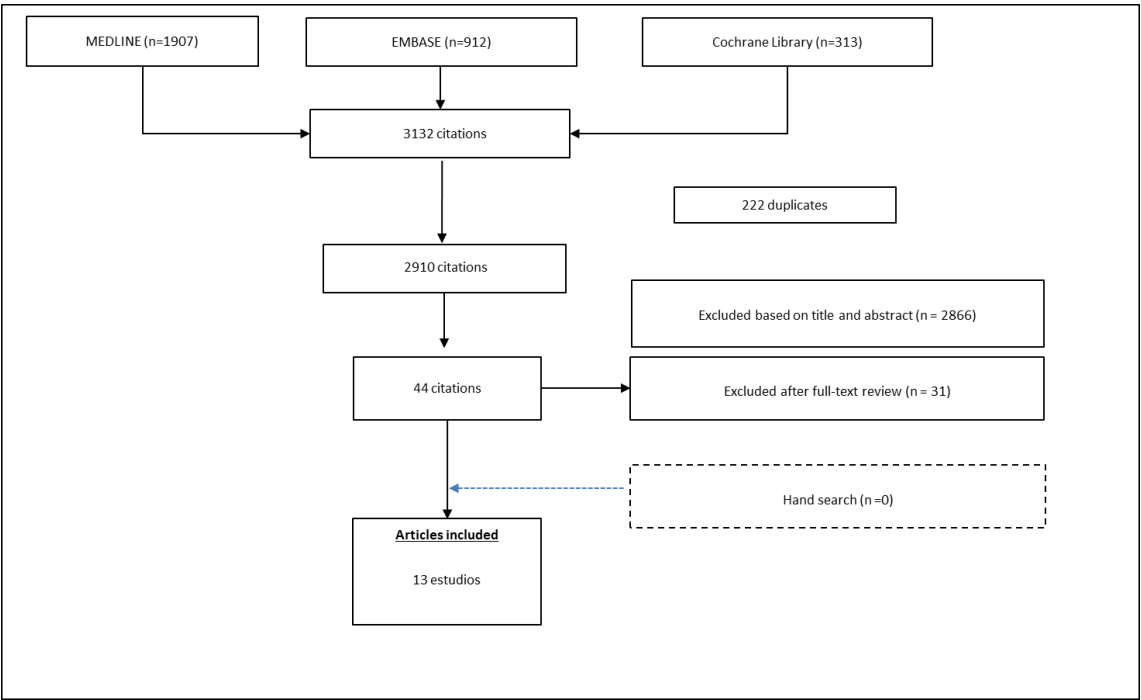 MEDLINE (n=1907)
EMBASE (n=912)
Cochrane Library (n=313)
3132 citations
222 duplicates
2910 citations
Excluded based on title and abstract (n = 2866)
44 citations
Excluded after full-text review (n = 31)
Hand search (n =0)
Articles included
13 estudios